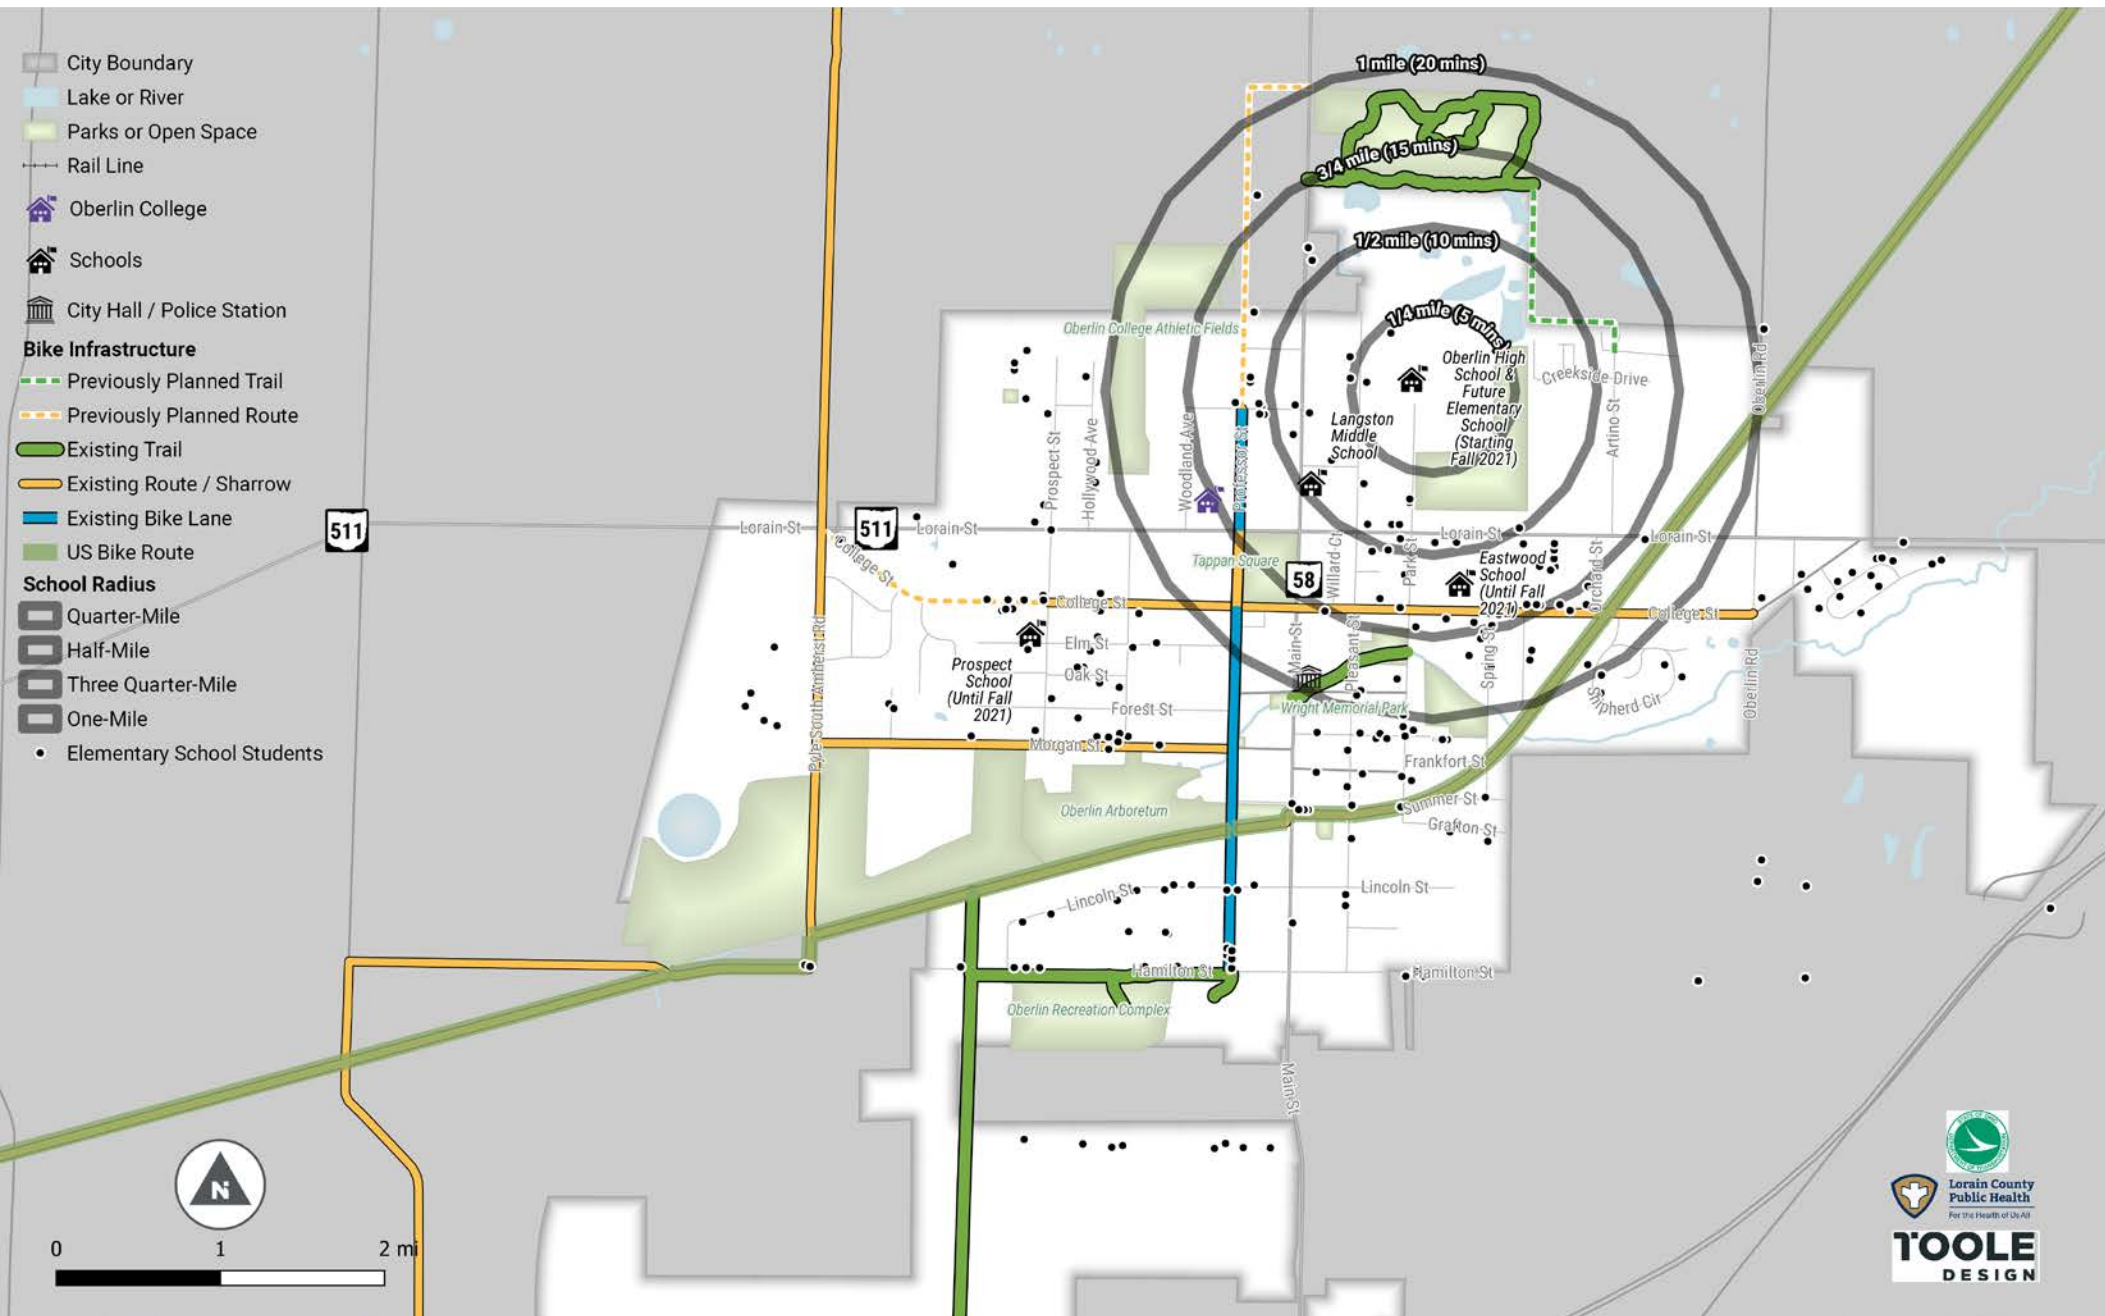 City Boundary
Lake or River
Parks or Open Space
Rail Line
Oberlin College
Schools
City Hall / Police Station
Bike Infrastructure
Previously Planned Trail
Previously Planned Route
Existing Trail
Existing Route / Sharrow
Existing Bike Lane
US Bike Route
School Radius
Quarter-Mile
Half-Mile
Three Quarter-Mile
One-Mile
Elementary School Students
1 mile (20 mins)
3/4 mile (15 mins)
1/2 mile (10 mins)
1/4 mile (5 mins)
Oberlin College Athletic Fields
Oberlin High
School &
Future
Elementary
School
(Starting
Fall 2021)
Creekside Drive
Oberlin Rd
Artino St
Langston
Middle
School
Prospect St
Hollywood Ave
Woodland Ave
Professor St
511
Lorain St
511
Lorain St
College St
Lorain St
Lorain St
Tappan Square
58
Willard Ct
Park St
Eastwood
School
(Until Fall
2021)
Orchard St
College St
College St
Pyle South Amherst Rd
Elm St
Oak St
Prospect
School
(Until Fall
2021)
Forest St
Morgan St
Main St
Pleasant St
Spring St
Shipherd Cir
Oberlin Rd
Wright Memorial Park
Frankfort St
Summer St
Grafton St
Oberlin Arboretum
Lincoln St
Lincoln St
Hamilton St
Hamilton St
Oberlin Recreation Complex
Main St
N
0 1 2 mi
Lorain County
Public Health
For the Health of Us All
TOOLE
DESIGN